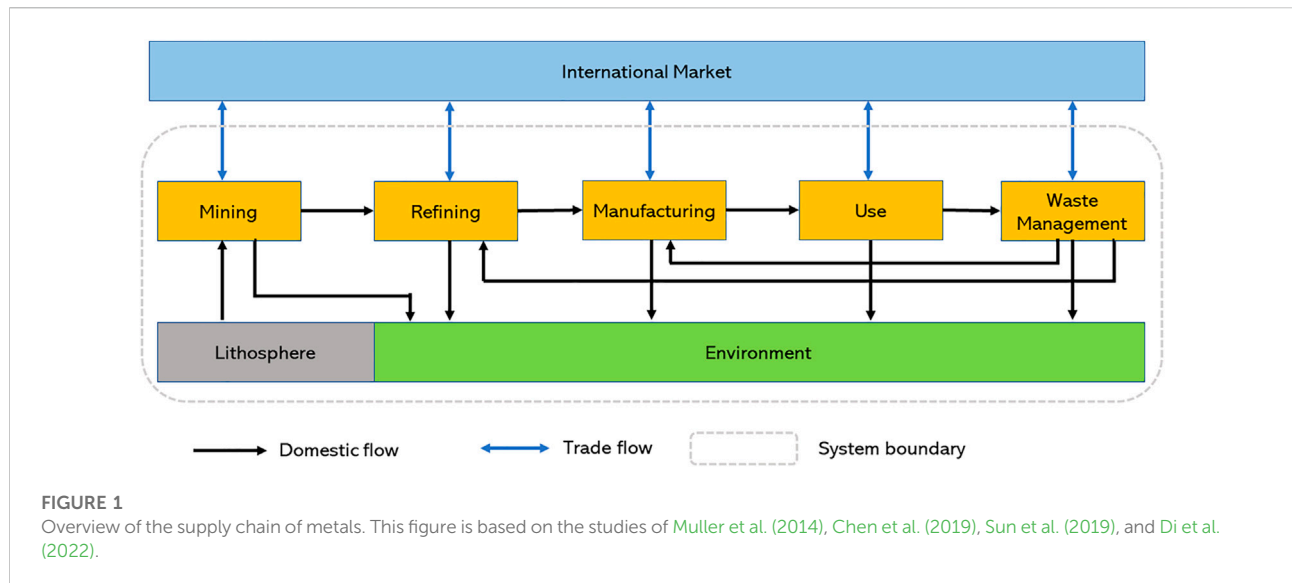 International Market
Mining
Refining
Manufacturing
Use
Waste
Management
Lithosphere
Environment
Domestic flow
Trade flow
System boundary
FIGURE 1
Overview of the supply chain of metals. This figure is based on the studies of Muller et al. (2014), Chen et al. (2019), Sun et al. (2019), and Di et al.
(2022).